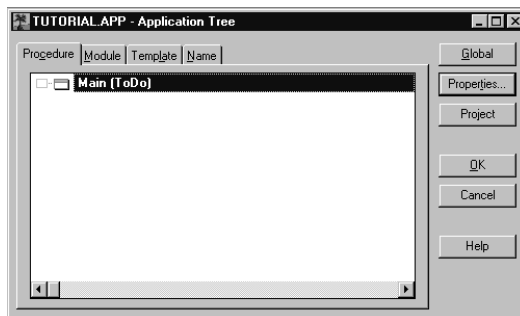 TUTORIAL.APP - Application Tree
Procedure Module Template Name
Main (ToDo)
Global
Properties...
Project
OK
Cancel
Help